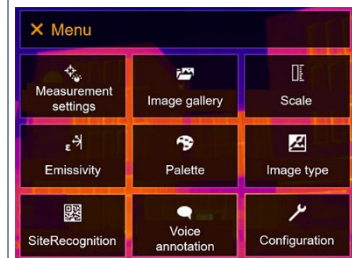 Menu
Measurement
settings
Image gallery
Scale
ε
Emissivity
Palette
Image type
SiteRecognition
Voice
annotation
Configuration